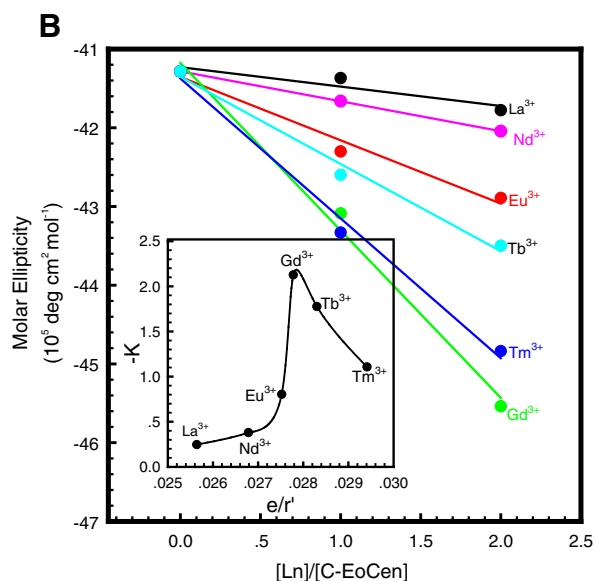 B
-41
-42
-43
-44
-45
-46
-47
Molar Ellipticity
(10⁵ deg cm² mol⁻¹)
La³⁺
Nd³⁺
Eu³⁺
Tb³⁺
Tm³⁺
Gd³⁺
2.5
2.0
1.5
1.0
0.5
0.0
-K
Gd³⁺
Tb³⁺
Tm³⁺
Eu³⁺
La³⁺
Nd³⁺
.025 .026 .027 .028 .029 .030
e/r'
0.0 .5 1.0 1.5 2.0 2.5
[Ln]/[C-EoCen]